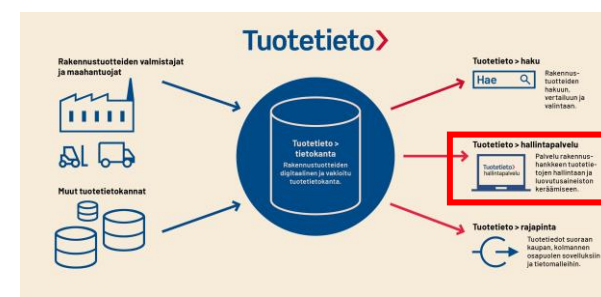 Tuotetieto>
Rakennustuotteiden valmistajat
ja maahantuojat
Muut tuotetietokannat
Tuotetieto >
tietokanta
Rakennustuotteiden
digitaalinen ja vakioitu
tuotetietokanta.
Tuotetieto > haku
Hae
Rakennus-
tuotteiden
hakuun,
vertailuun ja
valintaan.
Tuotetieto > hallintapalvelu
Tuotetieto>
hallintapalvelu
Palvelu rakennus-
hankkeen tuotetie-
tojen hallintaan ja
luovutusaineiston
keräämiseen.
Tuotetieto > rajapinta
Tuotetiedot suoraan
kaupan, kolmannen
osapuolen sovelluksiin
ja tietomalleihin.